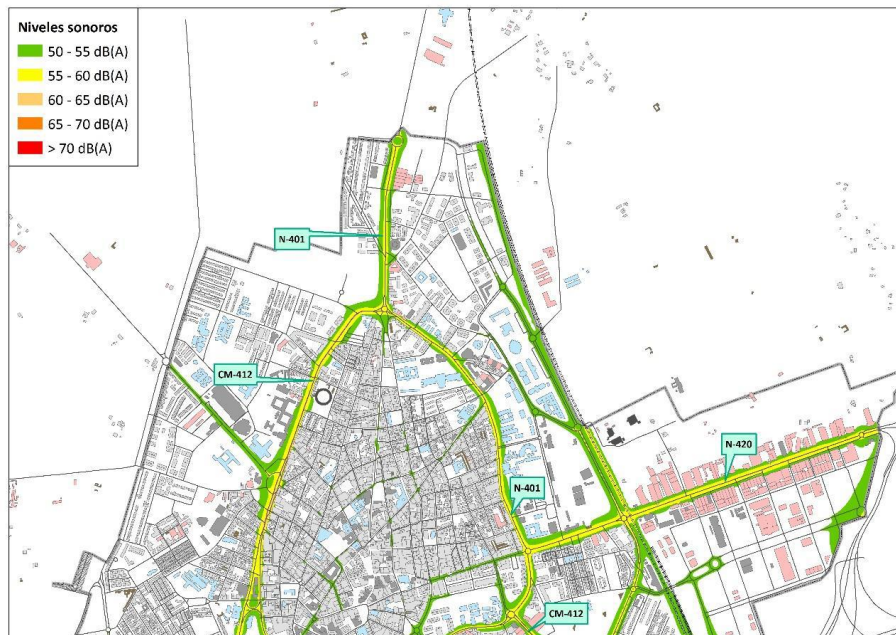 Niveles sonoros
50 - 55 dB(A)
55 - 60 dB(A)
60 - 65 dB(A)
65 - 70 dB(A)
> 70 dB(A)
N-401
CM-412
N-420
N-401
CM-412